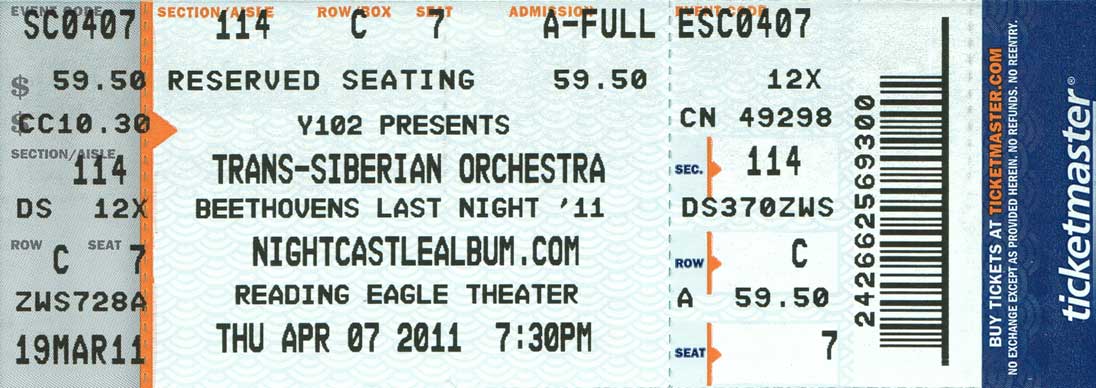 EVENT CODE SECTION/AISLE ROW/BOX SEAT ADMISSION EVENT CODE
SC0407 114 C 7 A-FULL ESC0407
$ 59.50 RESERVED SEATING 59.50 12X
$ CC10.30 Y102 PRESENTS CN 49298
SECTION/AISLE
114 TRANS-SIBERIAN ORCHESTRA SEC. 114
DS 12X BEETHOVENS LAST NIGHT '11 DS370ZWS
ROW C SEAT 7 NIGHTCASTLEALBUM.COM ROW C
ZWS728A READING EAGLE THEATER A 59.50
19MAR11 THU APR 07 2011 7:30PM SEAT 7
242662569300
BUY TICKETS AT TICKETMASTER.COM
NO EXCHANGE EXCEPT AS PROVIDED HEREIN. NO REFUNDS. NO REENTRY.
ticketmaster®